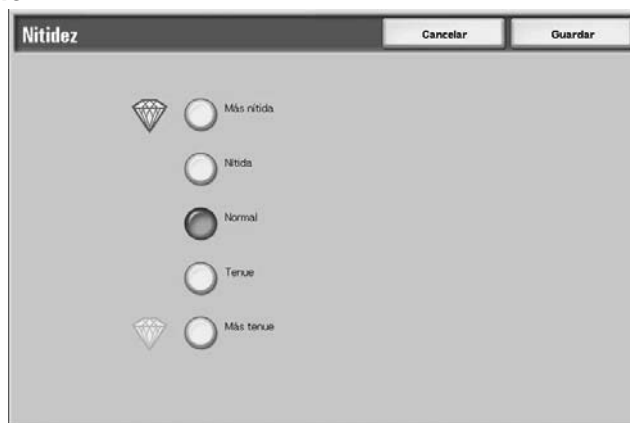 Nitidez
Cancelar
Guardar
Más nítida
Nítida
Normal
Tenue
Más tenue